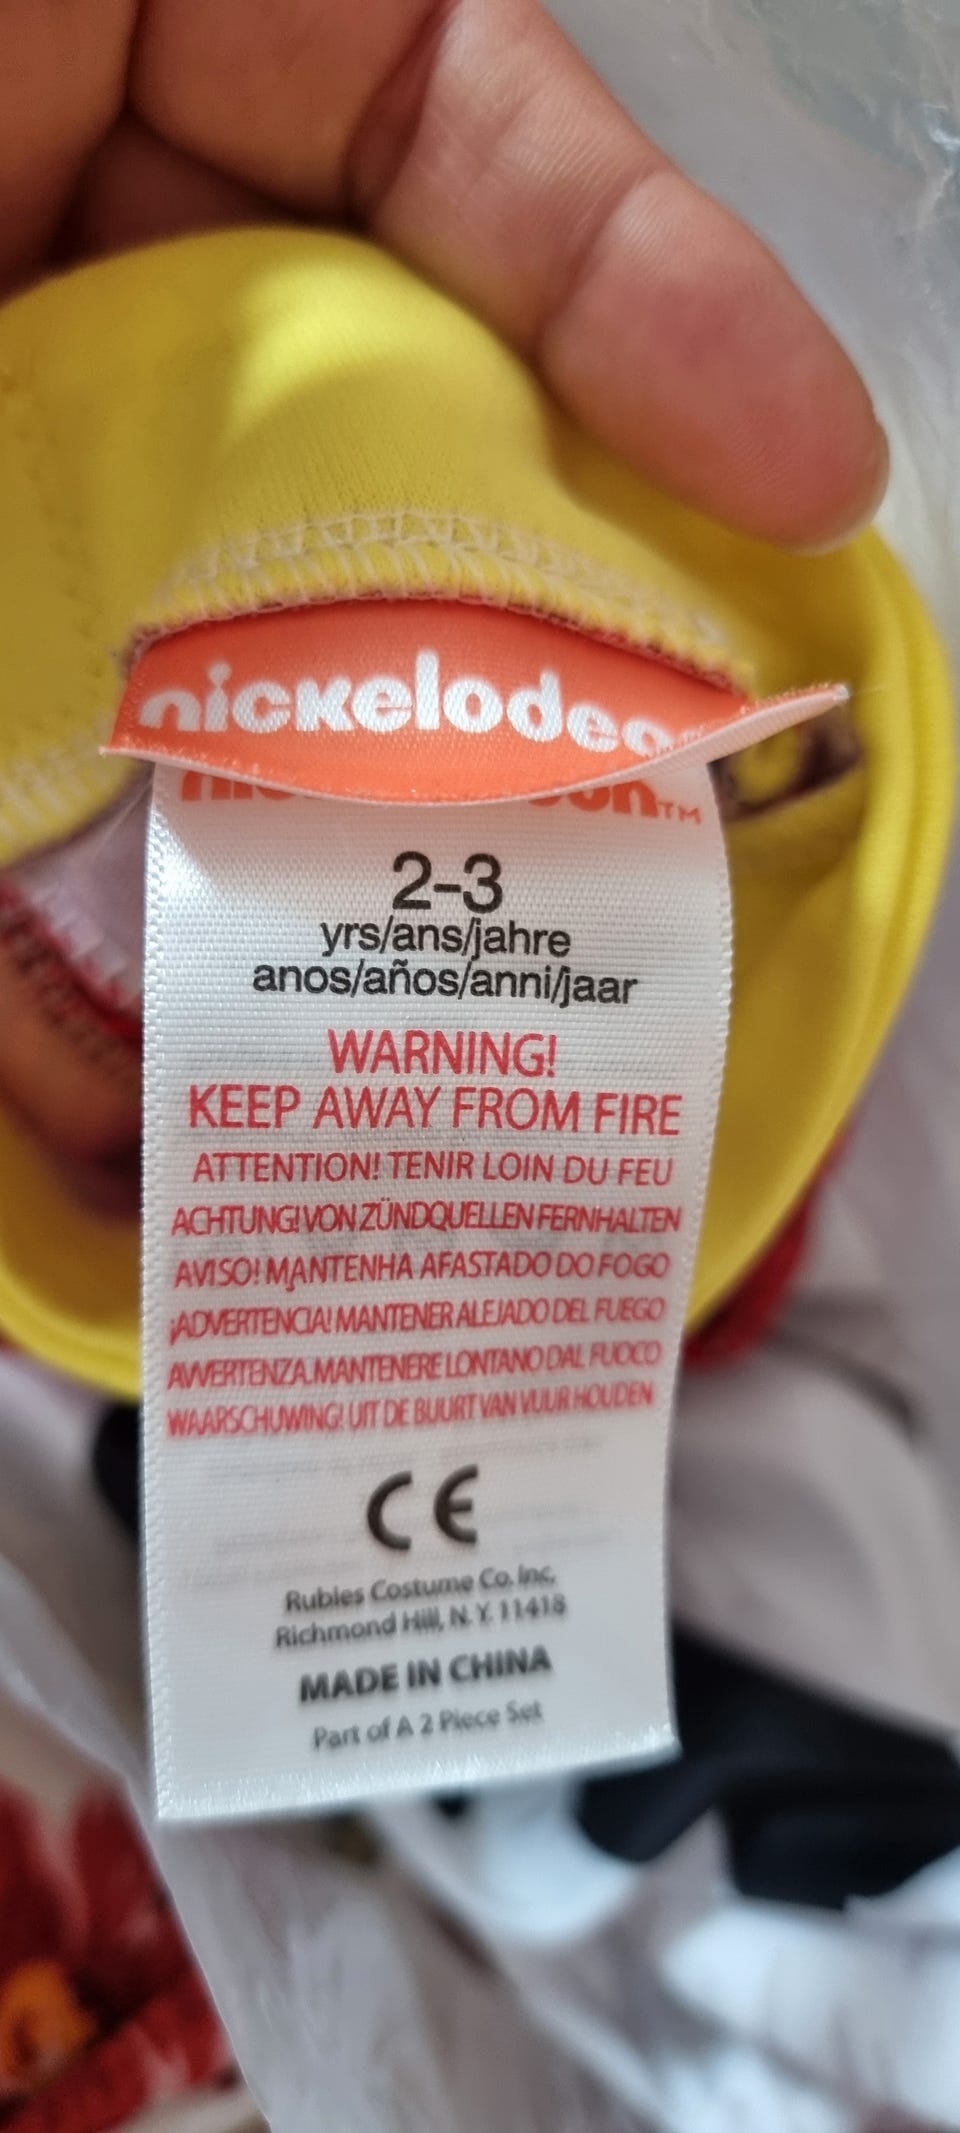 nickelodeon
TM
2-3
yrs/ans/jahre
anos/años/anni/jaar
WARNING!
KEEP AWAY FROM FIRE
ATTENTION! TENIR LOIN DU FEU
ACHTUNG! VON ZÜNDQUELLEN FERNHALTEN
AVISO! MANTENHA AFASTADO DO FOGO
¡ADVERTENCIA! MANTENER ALEJADO DEL FUEGO
AVVERTENZA. MANTENERE LONTANO DAL FUOCO
WAARSCHUWING! UIT DE BUURT VAN VUUR HOUDEN
CE
Rubies Costume Co. Inc,
Richmond Hill, N. Y. 11418
MADE IN CHINA
Part of A 2 Piece Set